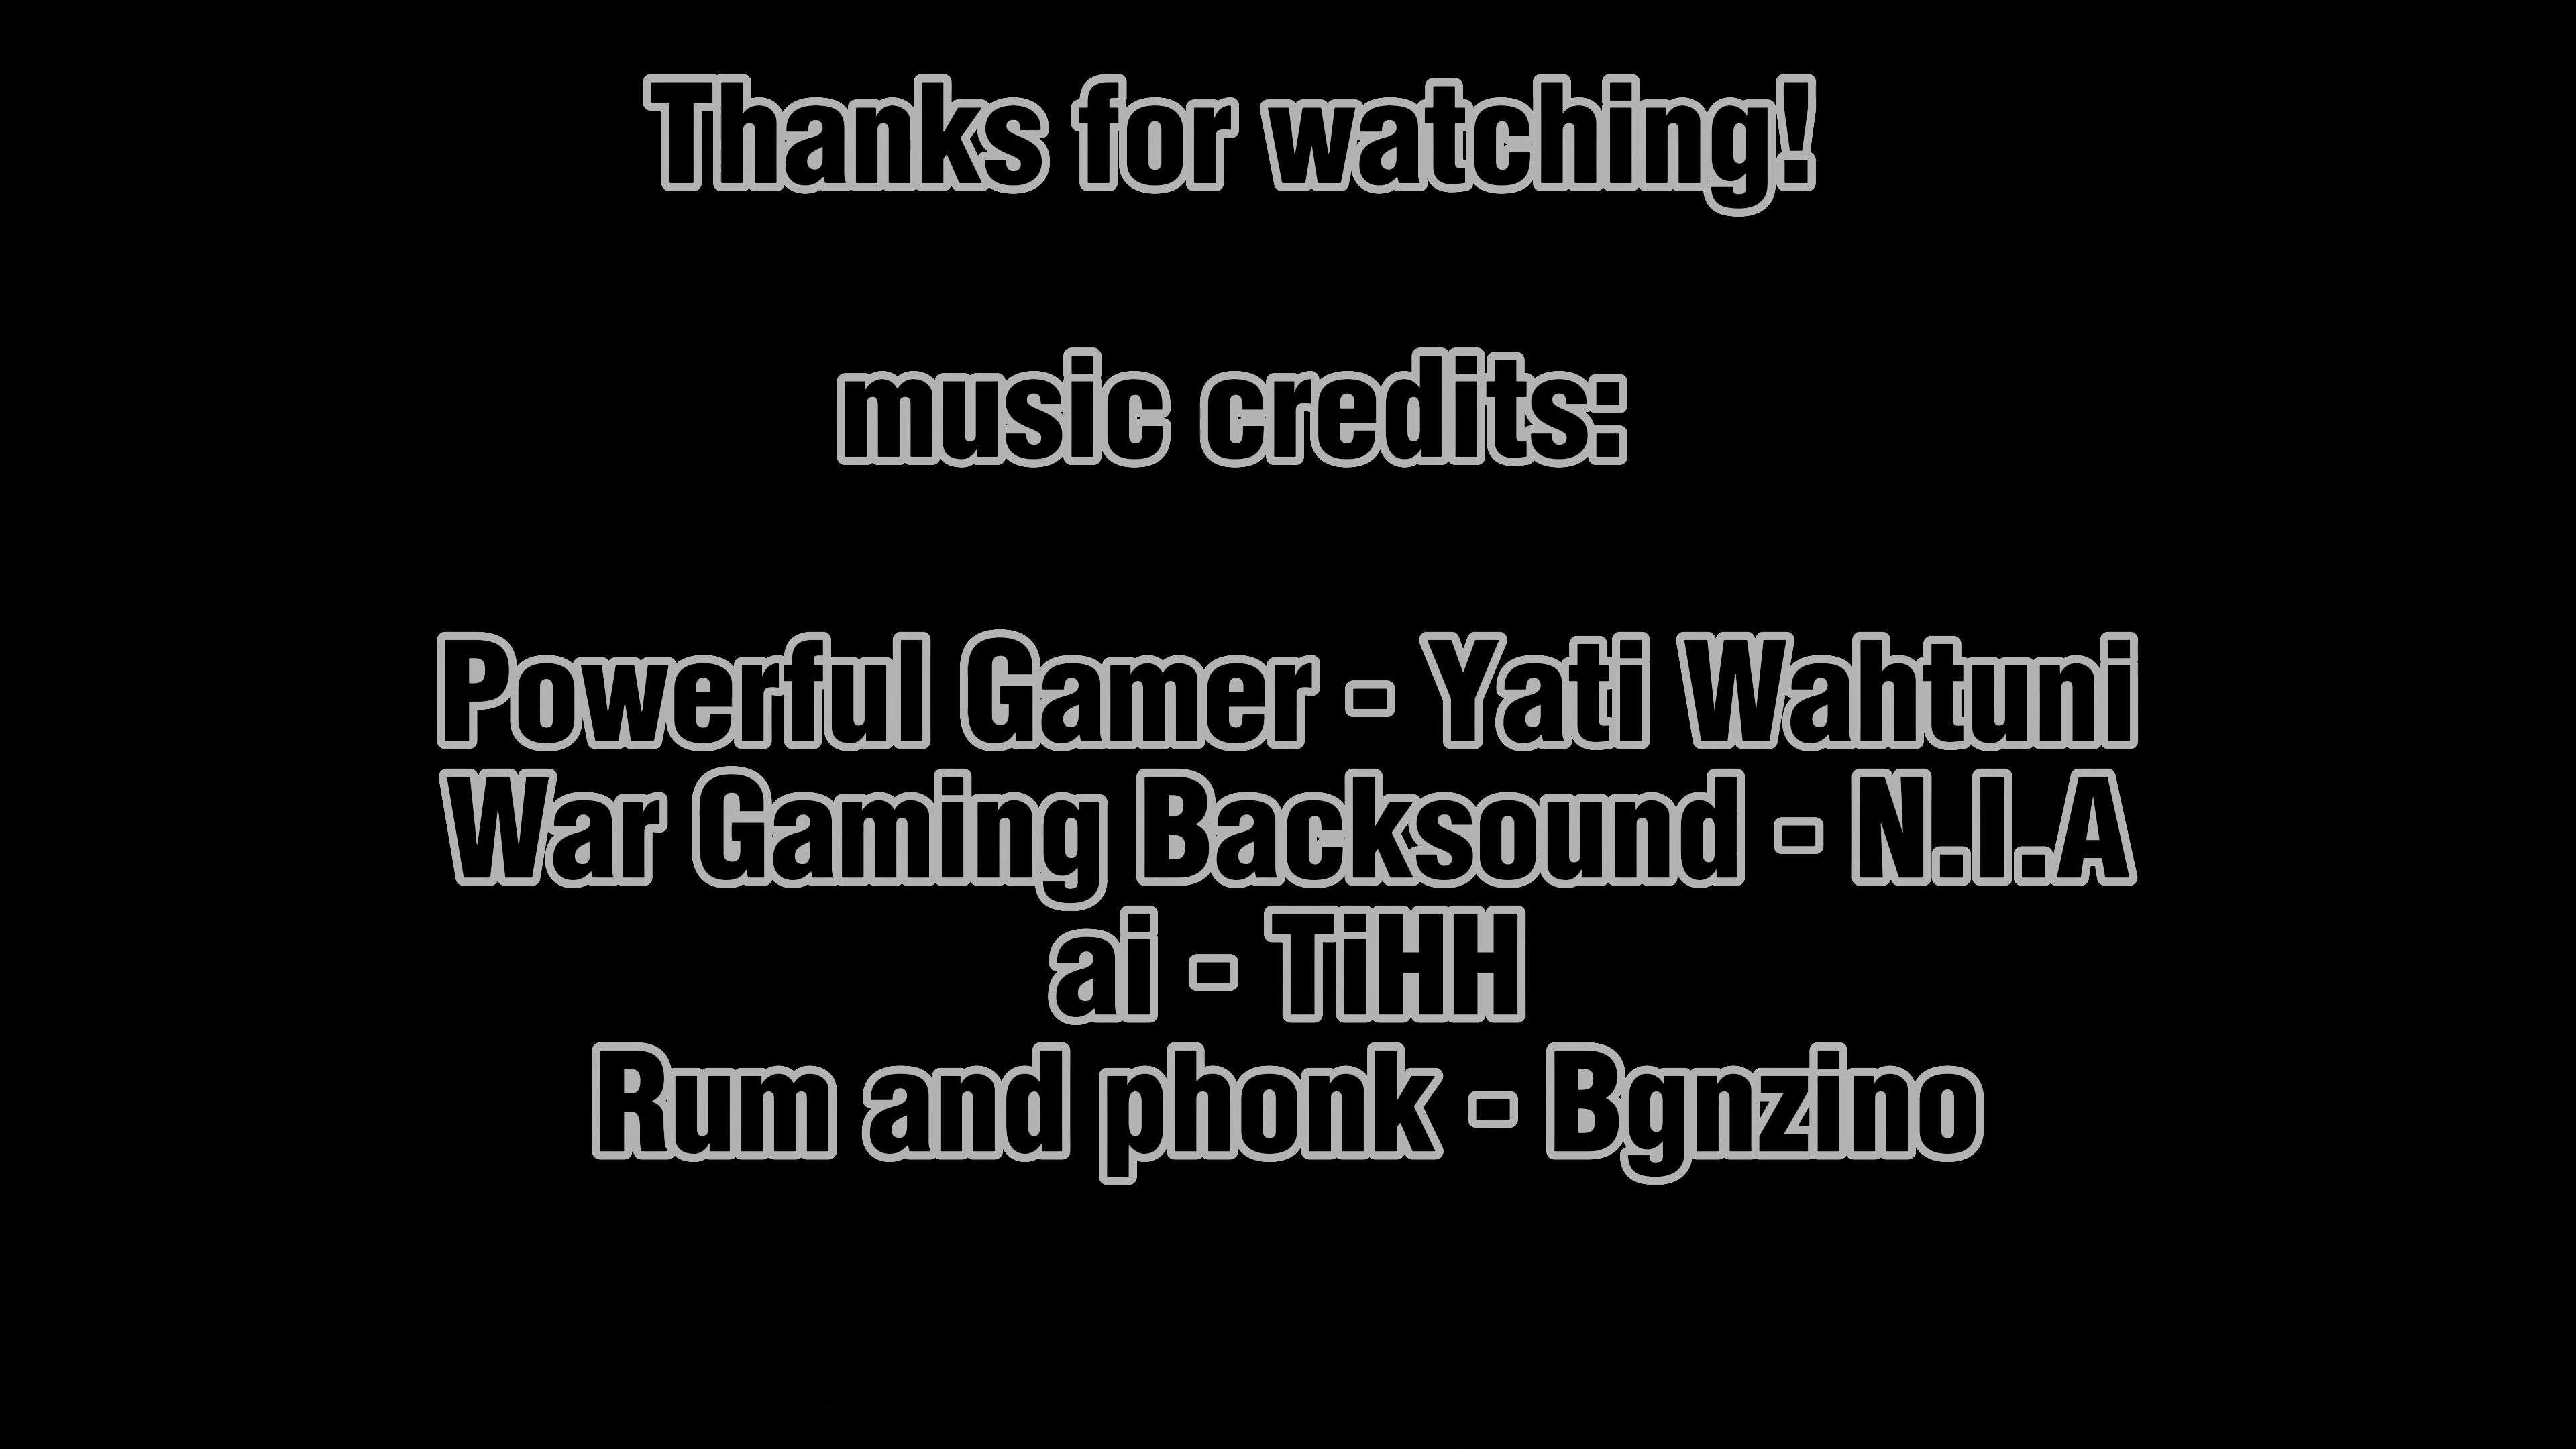 Thanks for watching!
music credits:
Powerful Gamer - Yati Wahtuni
War Gaming Backsound - N.I.A
ai - TiHH
Rum and phonk - Bgnzino